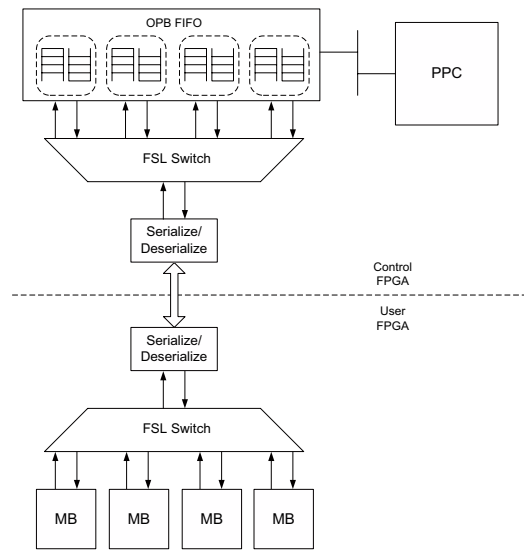 OPB FIFO
PPC
FSL Switch
Serialize/
Deserialize
Control
FPGA
User
FPGA
Serialize/
Deserialize
FSL Switch
MB
MB
MB
MB